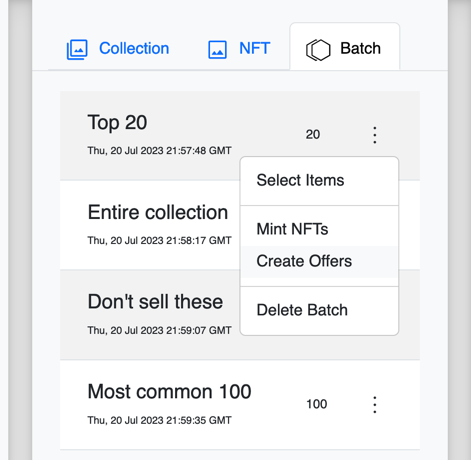 Collection
NFT
Batch
Top 20
20
Thu, 20 Jul 2023 21:57:48 GMT
Select Items
Entire collection
Thu, 20 Jul 2023 21:58:17 GMT
Mint NFTs
Create Offers
Don't sell these
Thu, 20 Jul 2023 21:59:07 GMT
Delete Batch
Most common 100
100
Thu, 20 Jul 2023 21:59:35 GMT